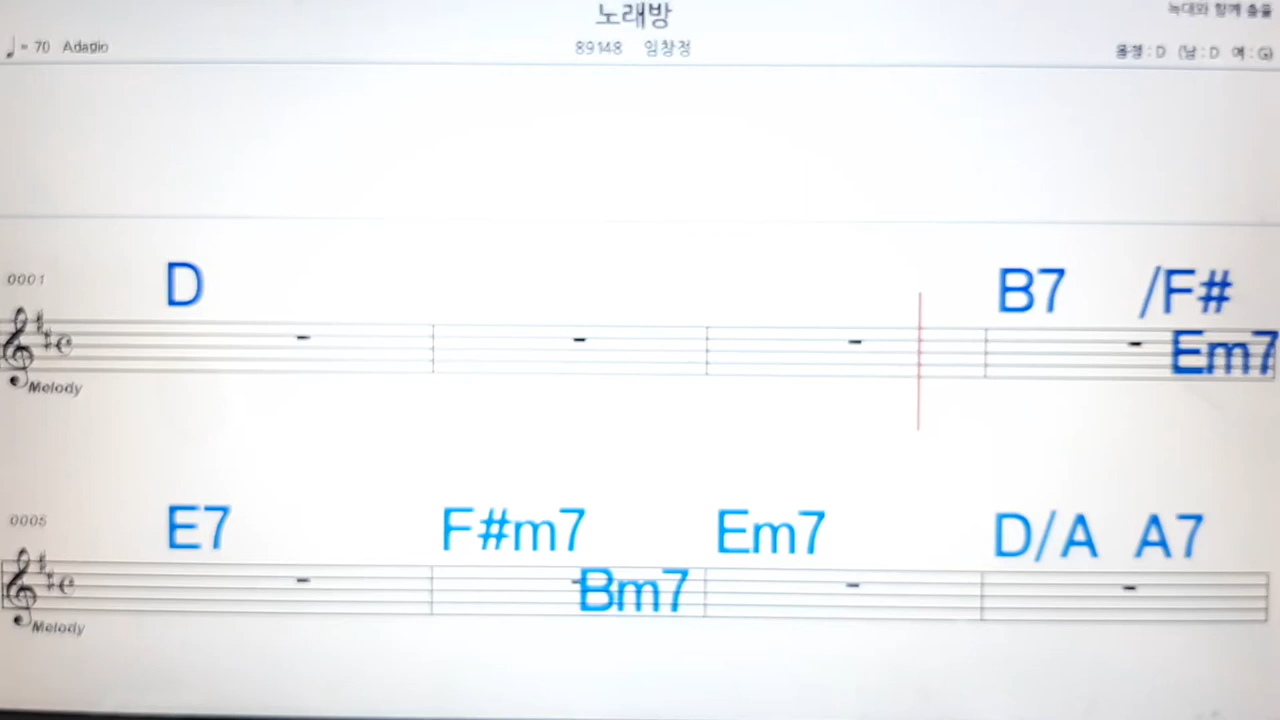 노래방
늑대와 함께 춤을
♩= 70 Adagio
89148 임창정
음정 : D (남 : D 여 : G)
0001
D
B7 /F#
Em7
Melody
0005
E7 F#m7 Em7 D/A A7
Bm7
Melody